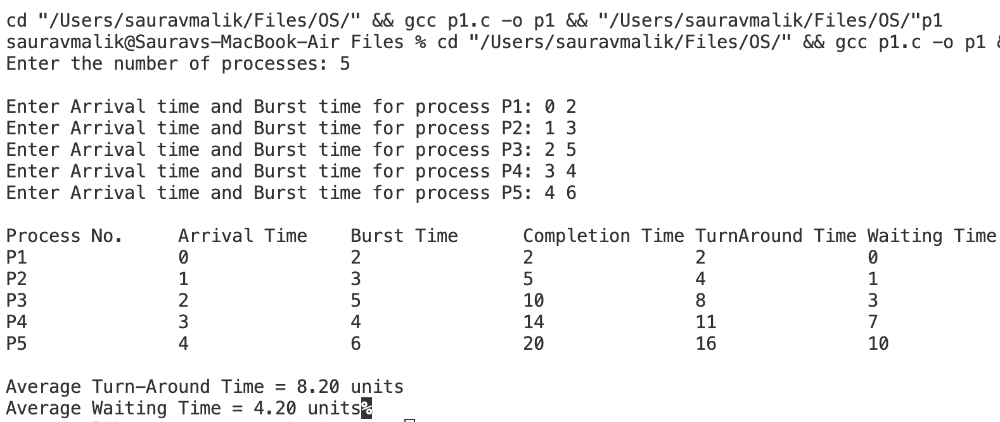 cd "/Users/sauravmalik/Files/OS/" && gcc p1.c -o p1 && "/Users/sauravmalik/Files/OS/"p1
sauravmalik@Sauravs-MacBook-Air Files % cd "/Users/sauravmalik/Files/OS/" && gcc p1.c -o p1
Enter the number of processes: 5
Enter Arrival time and Burst time for process P1: 0 2
Enter Arrival time and Burst time for process P2: 1 3
Enter Arrival time and Burst time for process P3: 2 5
Enter Arrival time and Burst time for process P4: 3 4
Enter Arrival time and Burst time for process P5: 4 6
Process No. Arrival Time Burst Time Completion Time TurnAround Time Waiting Time
P1 0 2 2 2 0
P2 1 3 5 4 1
P3 2 5 10 8 3
P4 3 4 14 11 7
P5 4 6 20 16 10
Average Turn-Around Time = 8.20 units
Average Waiting Time = 4.20 units%